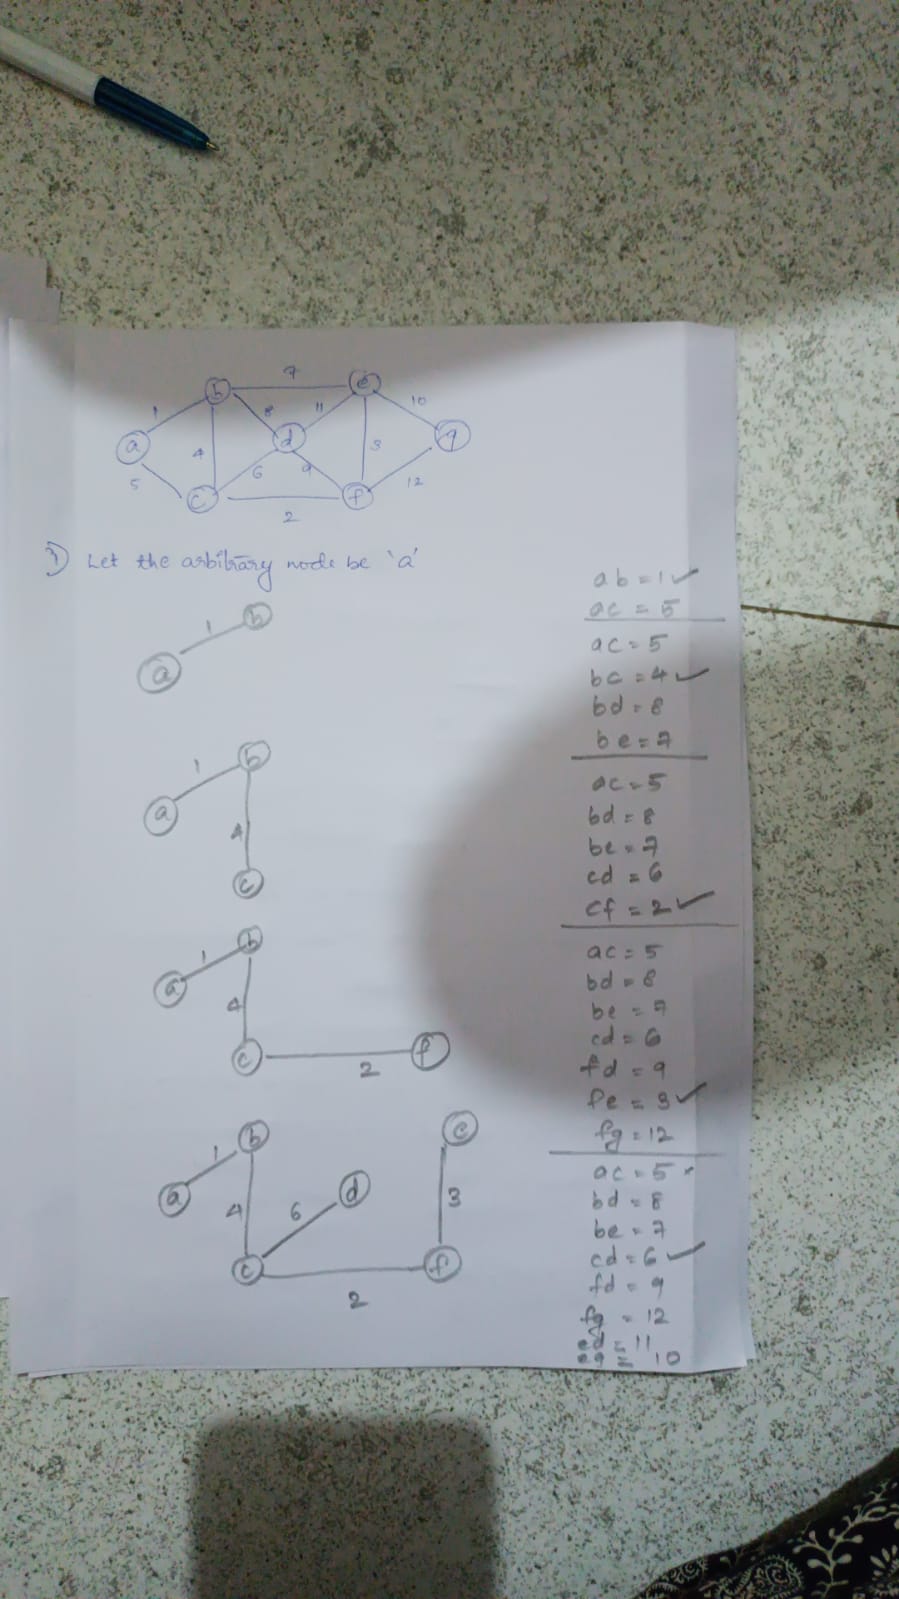 7
b e
1 8 11 10
a d g
4 3
5 6 9 12
c f
2
3) Let the arbitrary node be 'a'
1 b
a
1 b
a
4
c
1 b
a
4
c 2 f
b e
1
a d
4 6 3
c f
2
ab = 1 ✓
ac = 5
ac = 5
bc = 4 ✓
bd = 8
be = 7
ac = 5
bd = 8
be = 7
cd = 6
cf = 2 ✓
ac = 5
bd = 8
be = 7
cd = 6
fd = 9
fe = 3 ✓
fg = 12
ac = 5 ×
bd = 8
be = 7
cd = 6 ✓
fd = 9
fg = 12
ed = 11
eg = 10